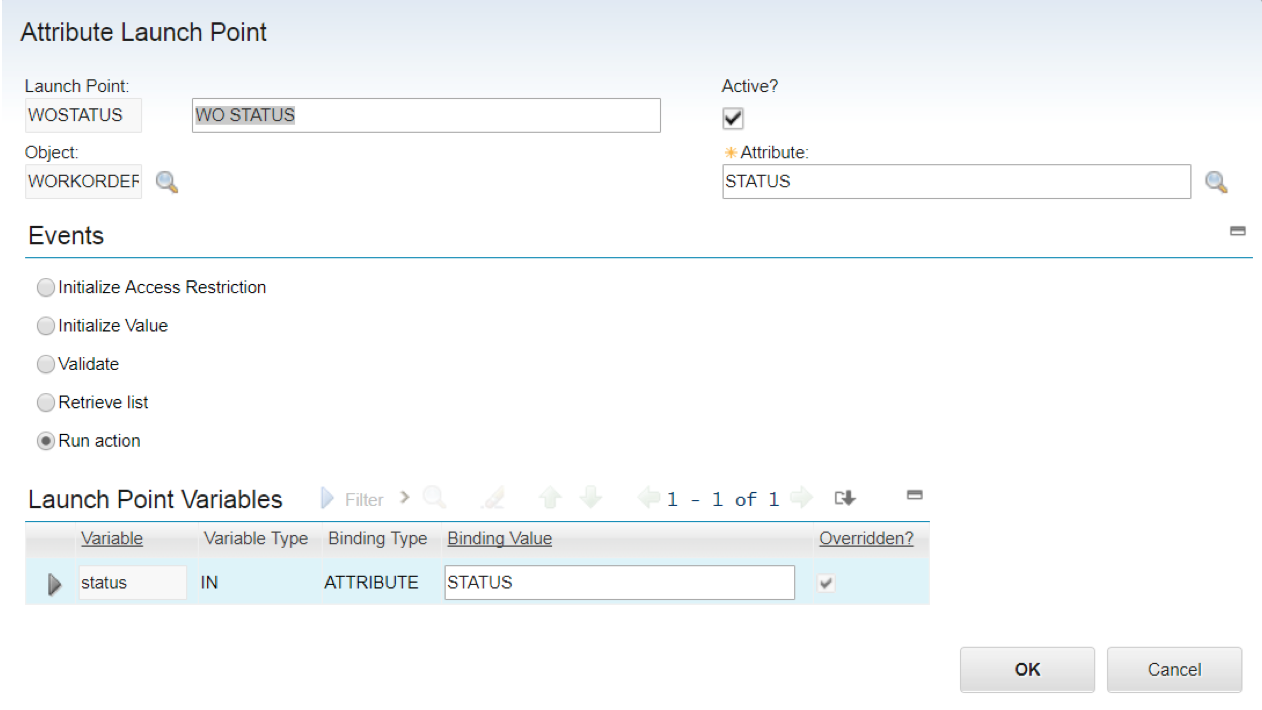 Attribute Launch Point
Launch Point: Active?
WOSTATUS WO STATUS
Object: Attribute:
WORKORDER STATUS
Events
Initialize Access Restriction
Initialize Value
Validate
Retrieve list
Run action
Launch Point Variables Filter > 1 - 1 of 1
Variable Variable Type Binding Type Binding Value Overridden?
status IN ATTRIBUTE STATUS
OK Cancel